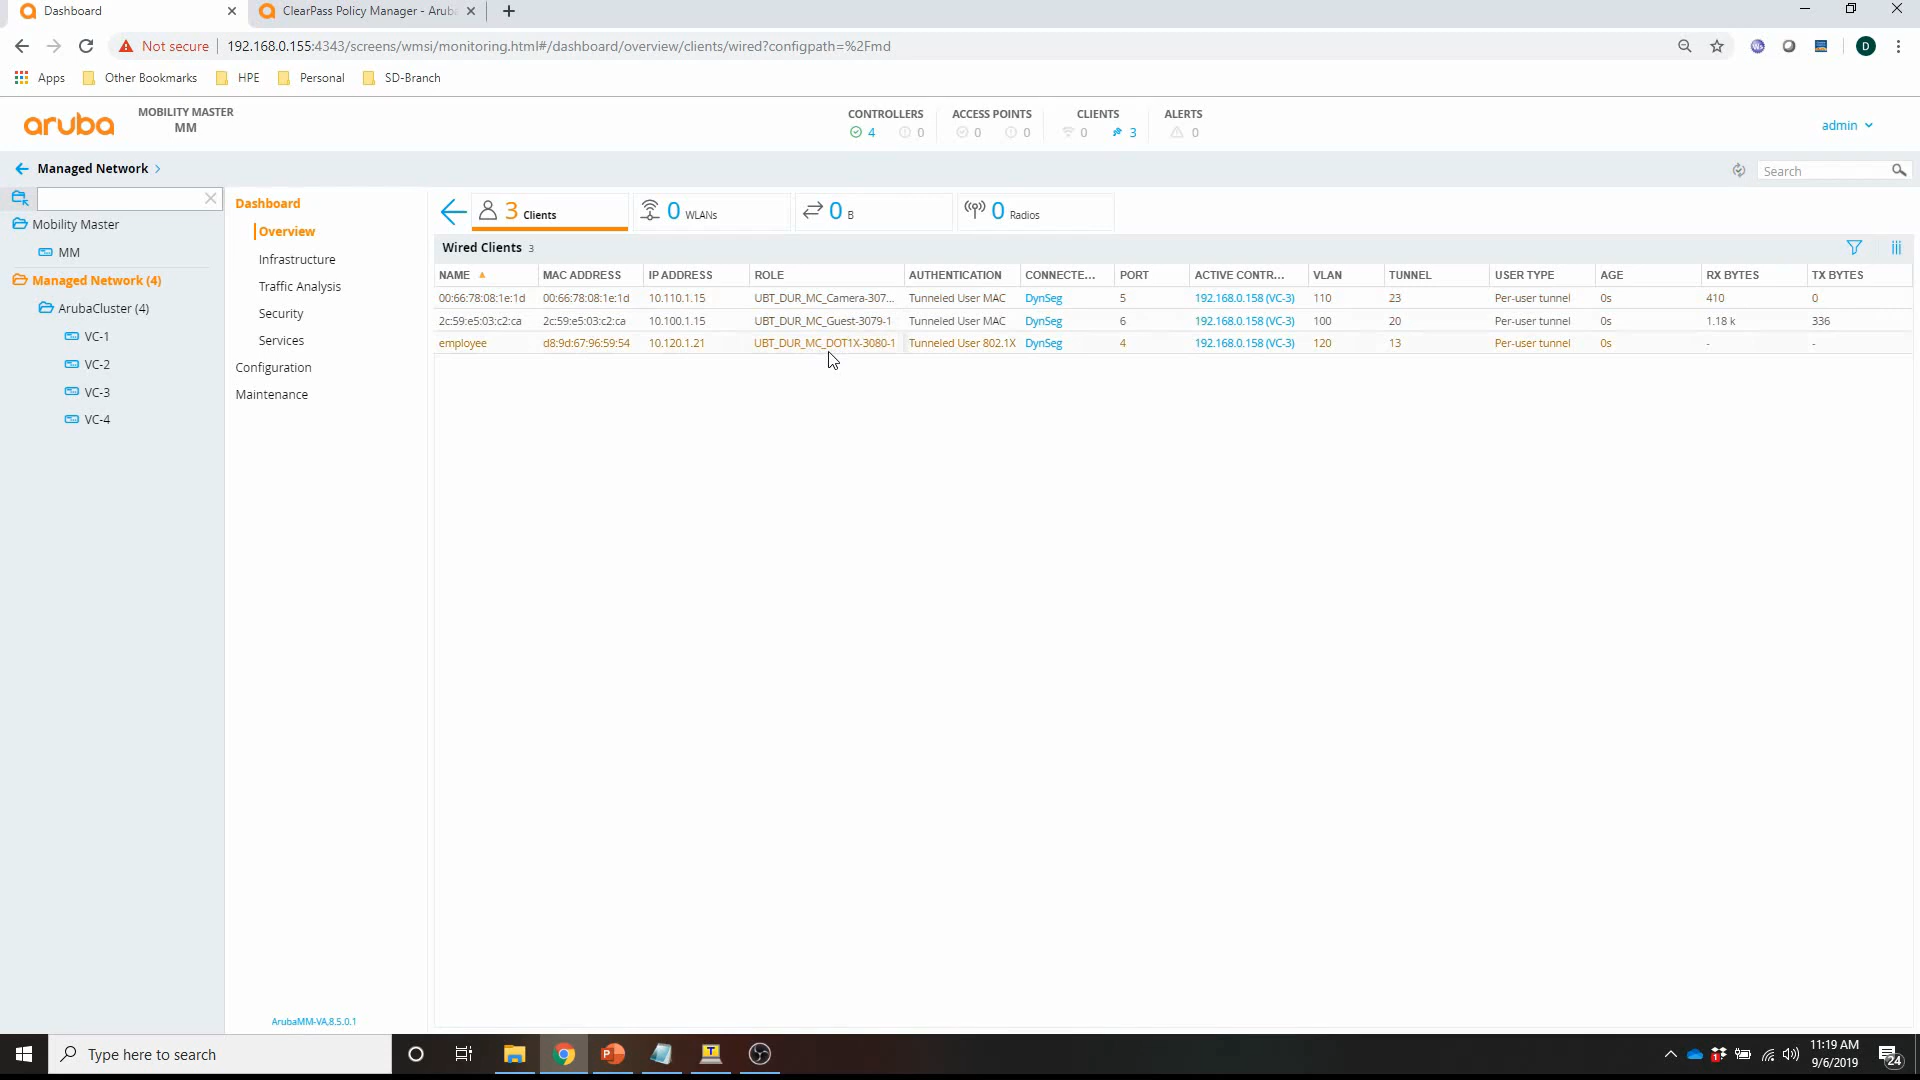 Dashboard
ClearPass Policy Manager - Aruba
Not secure
192.168.0.155:4343/screens/wmsi/monitoring.html#/dashboard/overview/clients/wired?configpath=%2Fmd
Apps
Other Bookmarks
HPE
Personal
SD-Branch
D
aruba
MOBILITY MASTER
MM
CONTROLLERS
4
0
ACCESS POINTS
0
0
CLIENTS
0
3
ALERTS
0
admin
Managed Network
Search
Mobility Master
MM
Managed Network (4)
ArubaCluster (4)
VC-1
VC-2
VC-3
VC-4
Dashboard
Overview
Infrastructure
Traffic Analysis
Security
Services
Configuration
Maintenance
ArubaMM-VA,8.5.0.1
3 Clients
0 WLANs
0 B
0 Radios
Wired Clients 3
NAME MAC ADDRESS IP ADDRESS ROLE AUTHENTICATION CONNECTE... PORT ACTIVE CONTR... VLAN TUNNEL USER TYPE AGE RX BYTES TX BYTES
00:66:78:08:1e:1d 00:66:78:08:1e:1d 10.110.1.15 UBT_DUR_MC_Camera-307... Tunneled User MAC DynSeg 5 192.168.0.158 (VC-3) 110 23 Per-user tunnel 0s 410 0
2c:59:e5:03:c2:ca 2c:59:e5:03:c2:ca 10.100.1.15 UBT_DUR_MC_Guest-3079-1 Tunneled User MAC DynSeg 6 192.168.0.158 (VC-3) 100 20 Per-user tunnel 0s 1.18 k 336
employee d8:9d:67:96:59:54 10.120.1.21 UBT_DUR_MC_DOT1X-3080-1 Tunneled User 802.1X DynSeg 4 192.168.0.158 (VC-3) 120 13 Per-user tunnel 0s - -
Type here to search
11:19 AM
9/6/2019
24